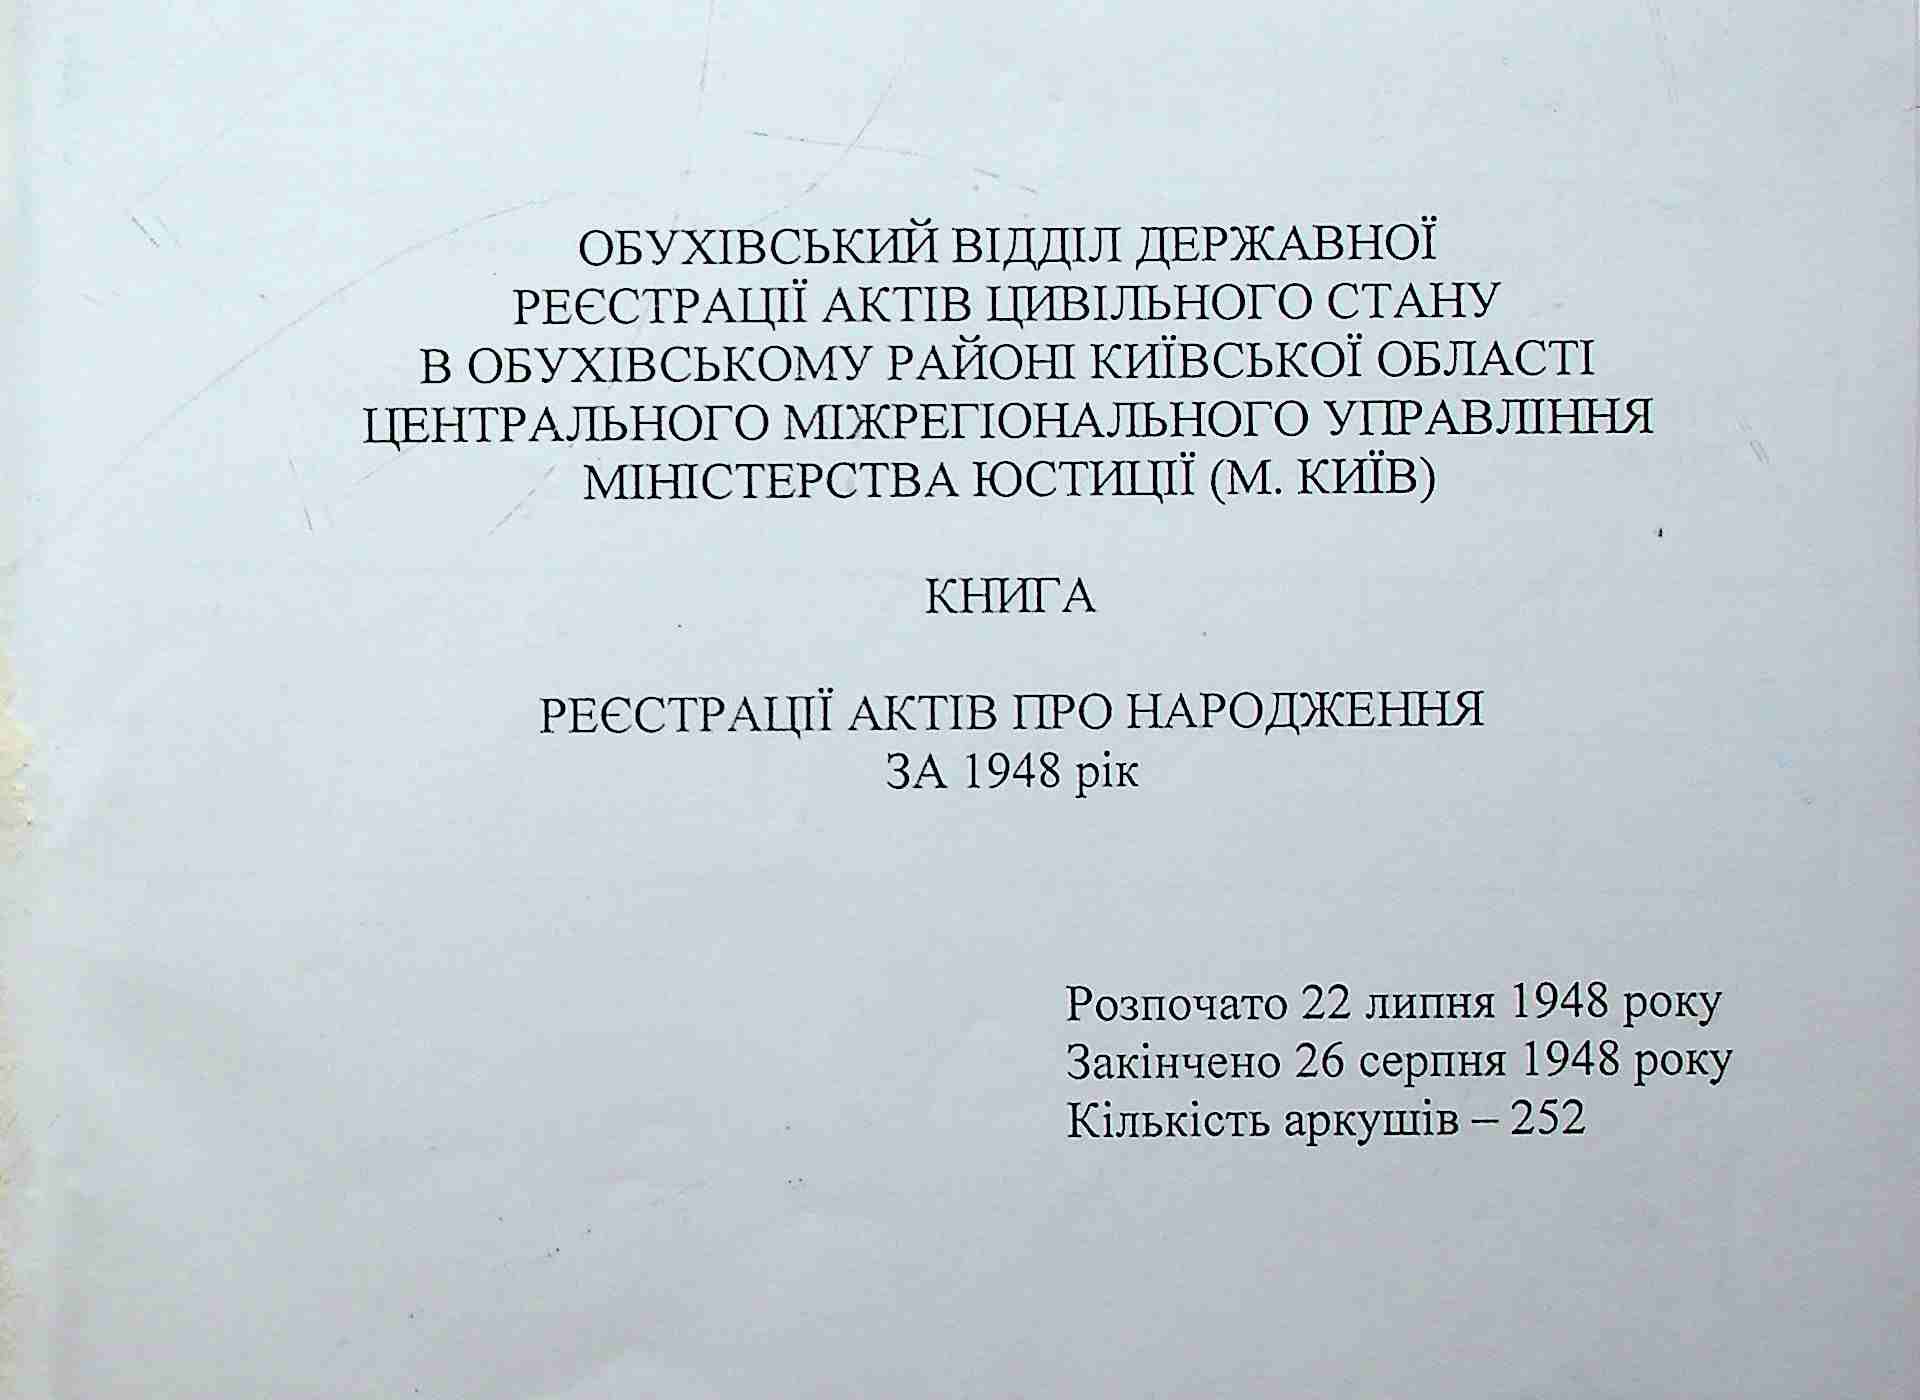 ОБУХІВСЬКИЙ ВІДДІЛ ДЕРЖАВНОЇ
РЕЄСТРАЦІЇ АКТІВ ЦИВІЛЬНОГО СТАНУ
В ОБУХІВСЬКОМУ РАЙОНІ КИЇВСЬКОЇ ОБЛАСТІ
ЦЕНТРАЛЬНОГО МІЖРЕГІОНАЛЬНОГО УПРАВЛІННЯ
МІНІСТЕРСТВА ЮСТИЦІЇ (М. КИЇВ)
КНИГА
РЕЄСТРАЦІЇ АКТІВ ПРО НАРОДЖЕННЯ
ЗА 1948 рік
Розпочато 22 липня 1948 року
Закінчено 26 серпня 1948 року
Кількість аркушів – 252